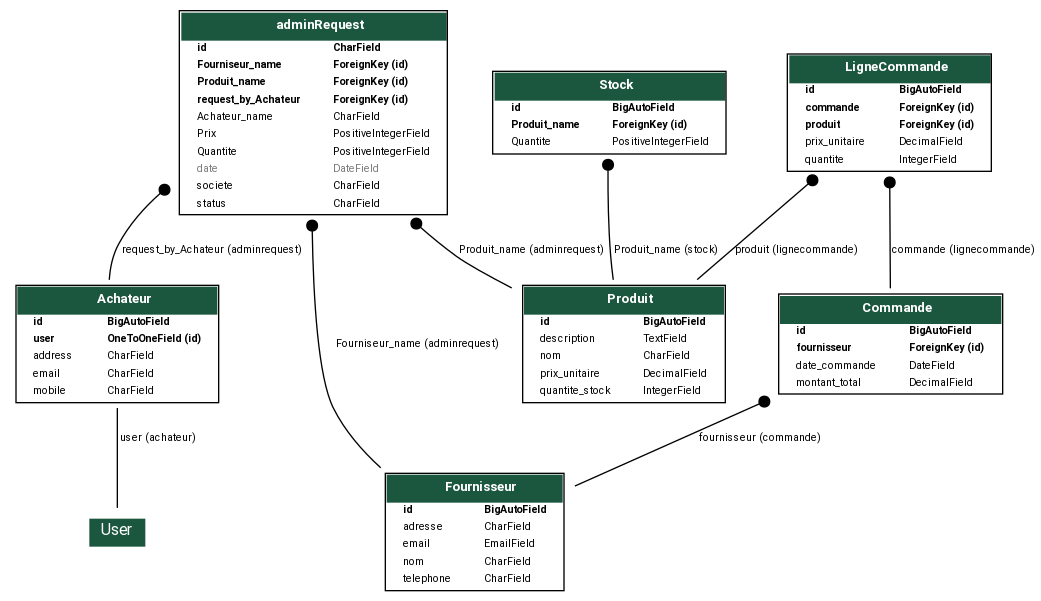 adminRequest
id CharField
Fourniseur_name ForeignKey (id)
Produit_name ForeignKey (id)
request_by_Achateur ForeignKey (id)
Achateur_name CharField
Prix PositiveIntegerField
Quantite PositiveIntegerField
date DateField
societe CharField
status CharField
Stock
id BigAutoField
Produit_name ForeignKey (id)
Quantite PositiveIntegerField
LigneCommande
id BigAutoField
commande ForeignKey (id)
produit ForeignKey (id)
prix_unitaire DecimalField
quantite IntegerField
request_by_Achateur (adminrequest)
Produit_name (adminrequest)
Produit_name (stock)
produit (lignecommande)
commande (lignecommande)
Achateur
id BigAutoField
user OneToOneField (id)
address CharField
email CharField
mobile CharField
Fourniseur_name (adminrequest)
Produit
id BigAutoField
description TextField
nom CharField
prix_unitaire DecimalField
quantite_stock IntegerField
Commande
id BigAutoField
fournisseur ForeignKey (id)
date_commande DateField
montant_total DecimalField
user (achateur)
fournisseur (commande)
User
Fournisseur
id BigAutoField
adresse CharField
email EmailField
nom CharField
telephone CharField